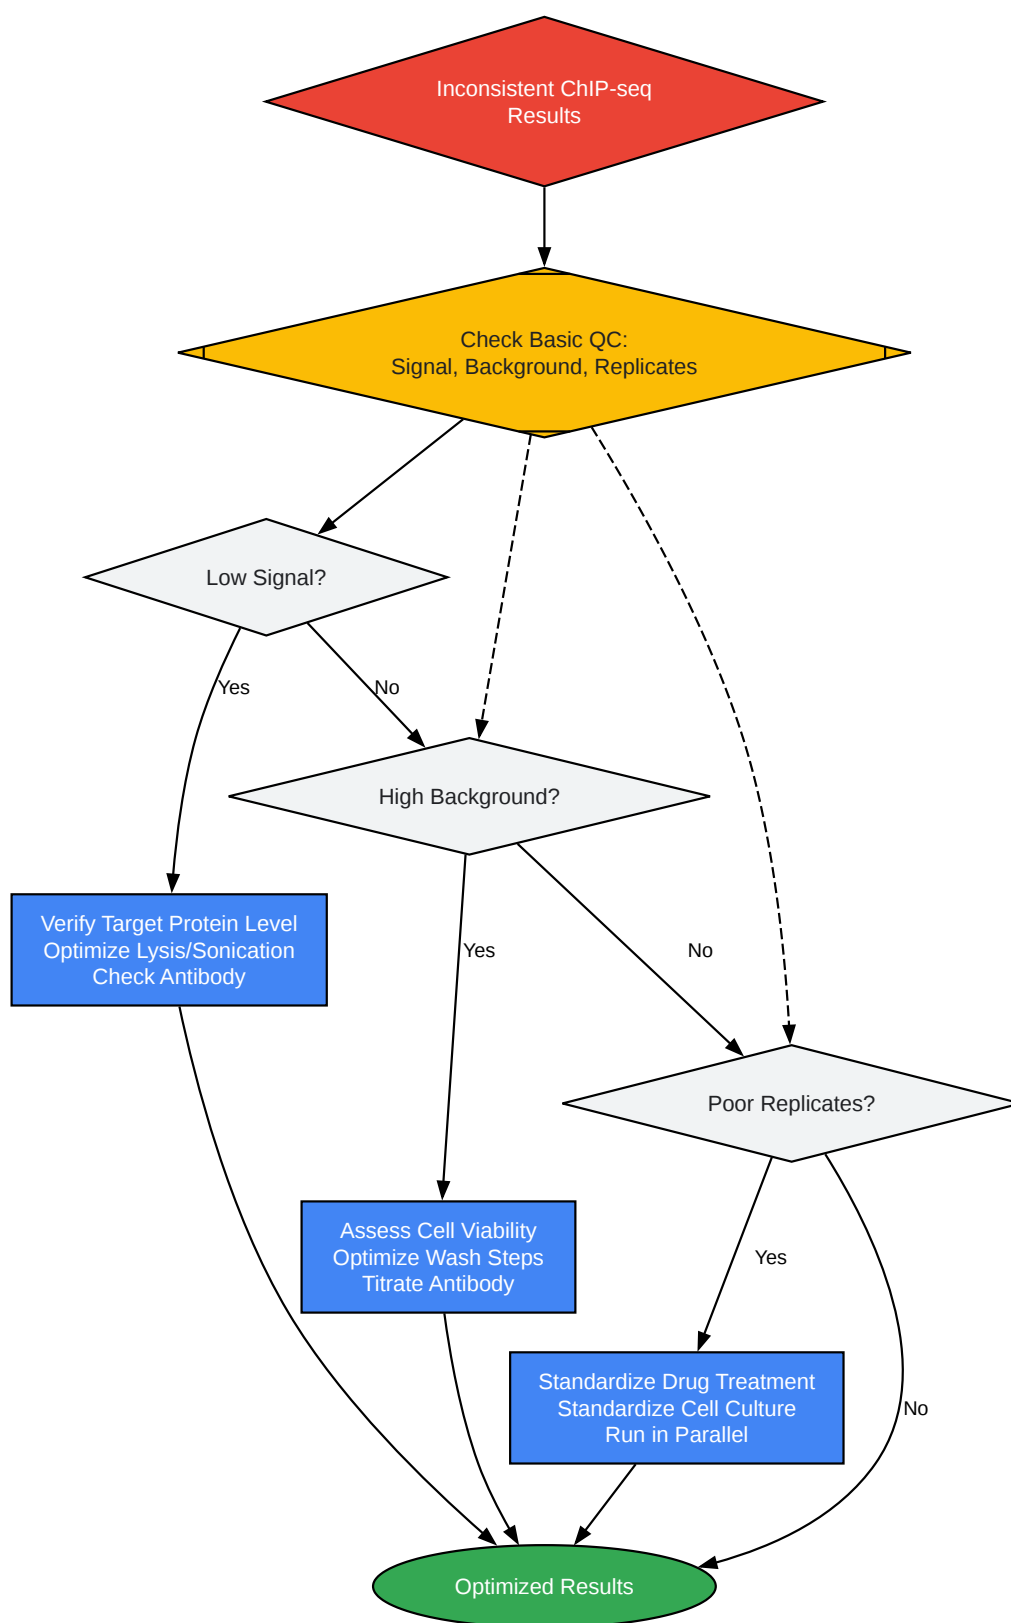 Inconsistent ChIP-seq
Results
Check Basic QC:
Signal, Background, Replicates
Low Signal?
Yes
No
High Background?
Verify Target Protein Level
Optimize Lysis/Sonication
Check Antibody
Yes
No
Poor Replicates?
Assess Cell Viability
Optimize Wash Steps
Titrate Antibody
Yes
Standardize Drug Treatment
Standardize Cell Culture
Run in Parallel
No
Optimized Results